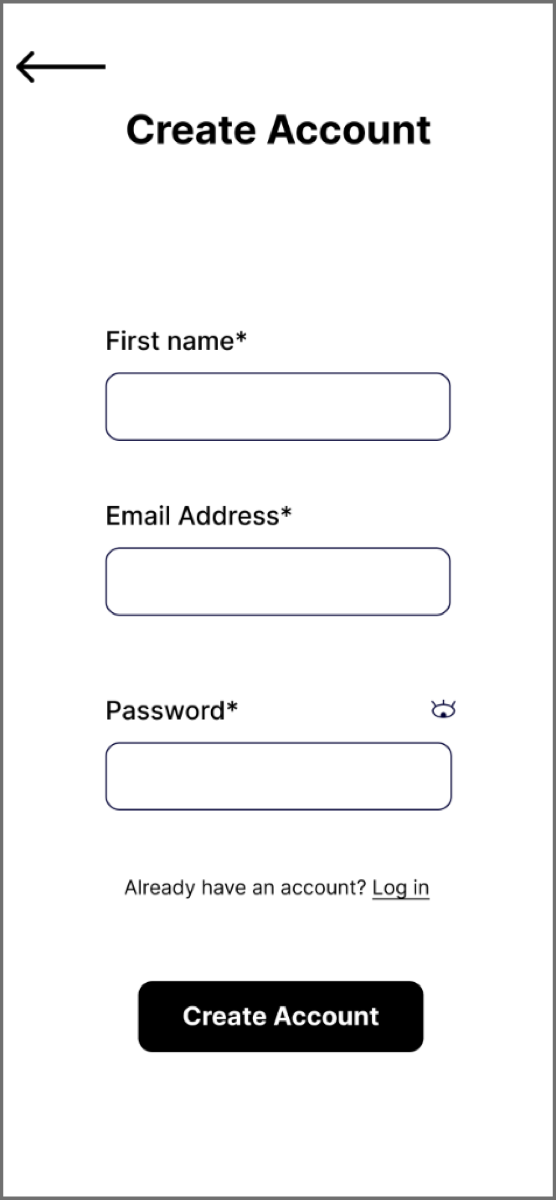 Create Account
First name*
Email Address*
Password*
Already have an account? Log in
Create Account